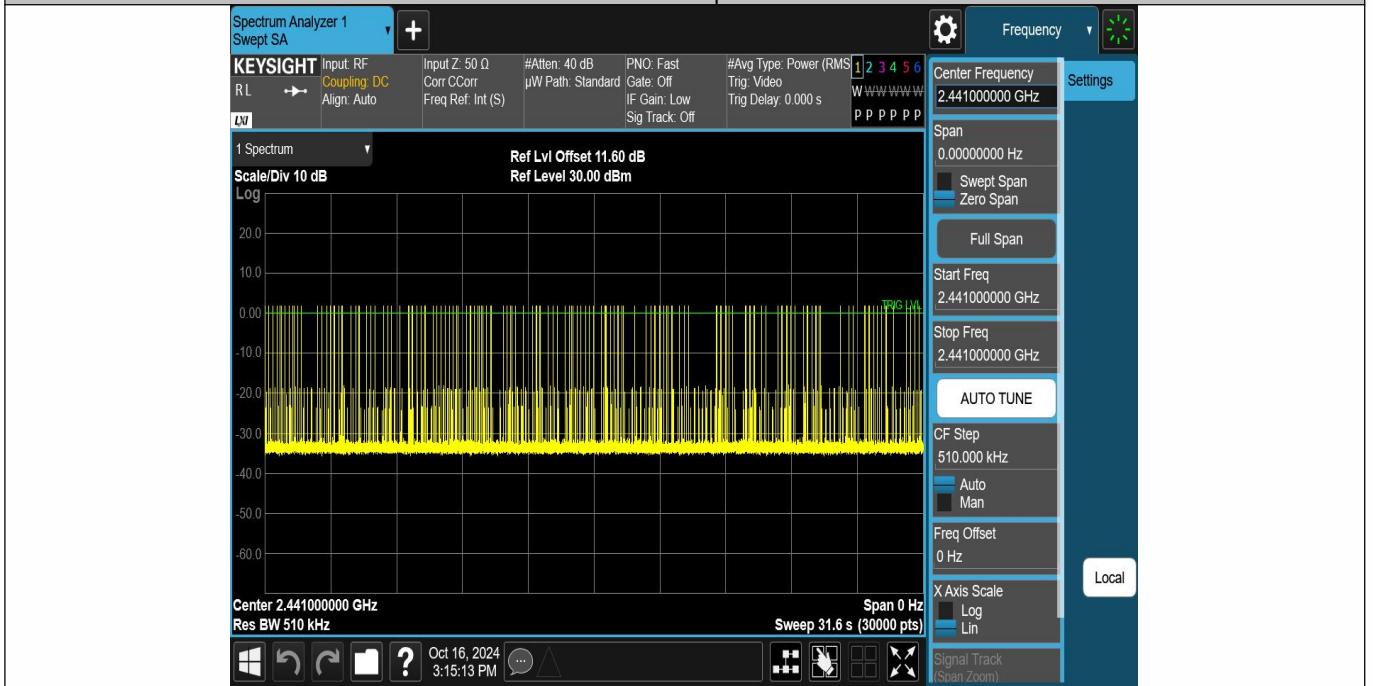 Spectrum Analyzer 1
Swept SA
+
Frequency
KEYSIGHT
RL
LXI
Input: RF
Coupling: DC
Align: Auto
Input Z: 50 Ω
Corr CCorr
Freq Ref: Int (S)
#Atten: 40 dB
µW Path: Standard
PNO: Fast
Gate: Off
IF Gain: Low
Sig Track: Off
#Avg Type: Power (RMS
Trig: Video
Trig Delay: 0.000 s
1 2 3 4 5 6
W W W W W W
P P P P P P
1 Spectrum
Scale/Div 10 dB
Ref Lvl Offset 11.60 dB
Ref Level 30.00 dBm
Log
20.0
10.0
0.00
-10.0
-20.0
-30.0
-40.0
-50.0
-60.0
TRIG LVL
Center 2.441000000 GHz
Res BW 510 kHz
Span 0 Hz
Sweep 31.6 s (30000 pts)
Center Frequency
2.441000000 GHz
Settings
Span
0.00000000 Hz
Swept Span
Zero Span
Full Span
Start Freq
2.441000000 GHz
Stop Freq
2.441000000 GHz
AUTO TUNE
CF Step
510.000 kHz
Auto
Man
Freq Offset
0 Hz
X Axis Scale
Log
Lin
Signal Track
(Span Zoom)
Local
?
Oct 16, 2024
3:15:13 PM